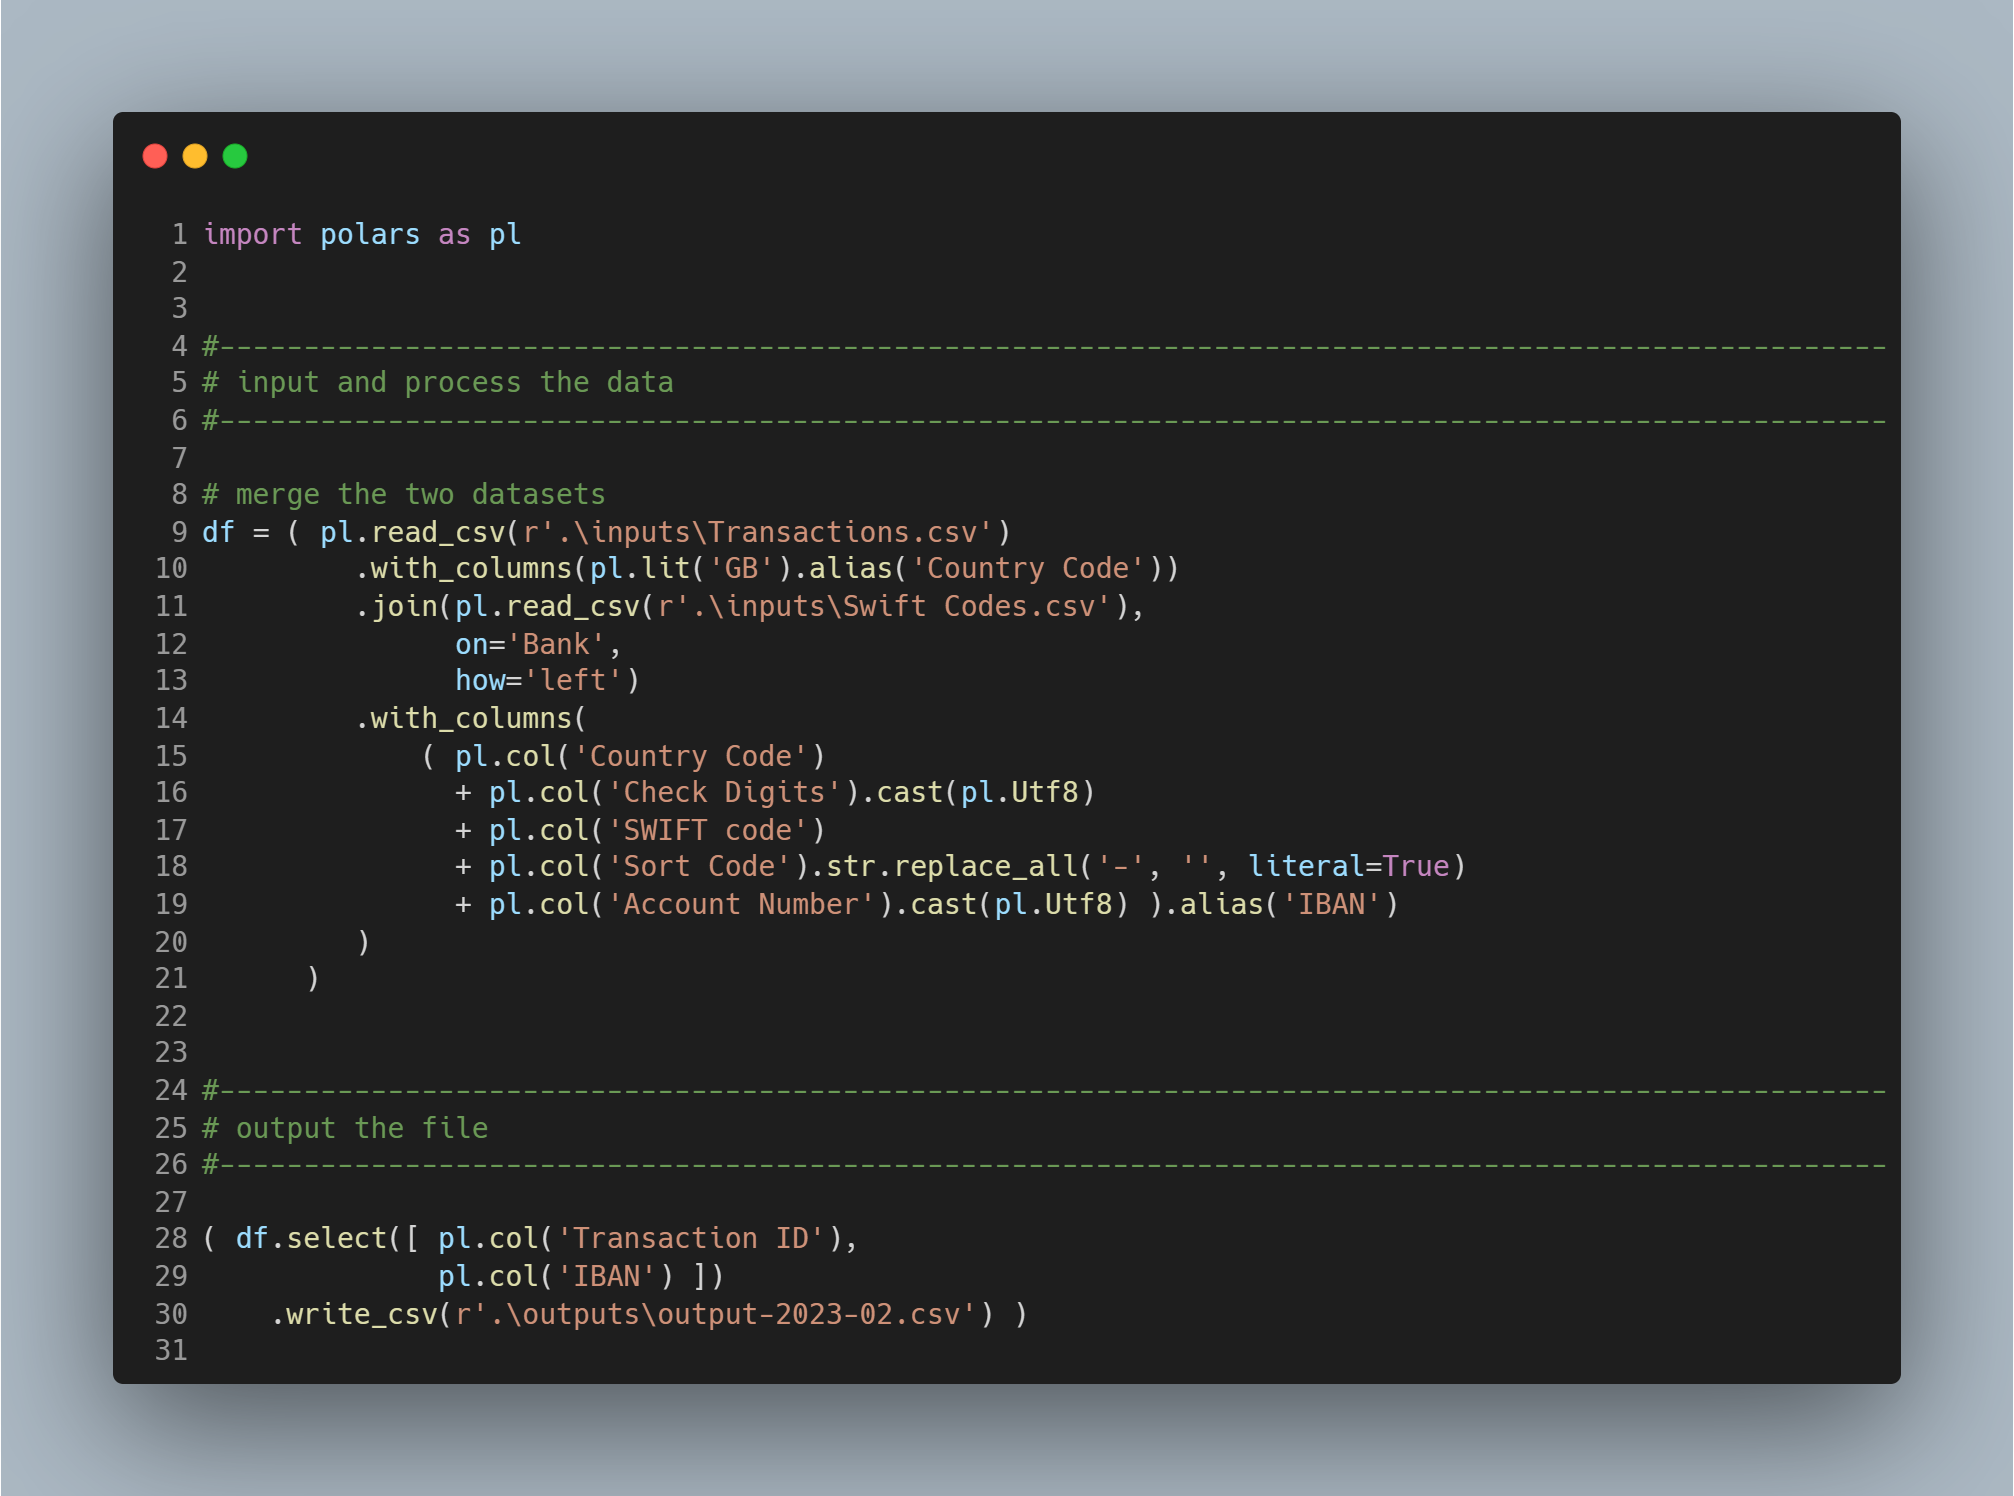 1 import polars as pl
2
3
4 #---------------------------------------------------------------------------------------------------
5 # input and process the data
6 #---------------------------------------------------------------------------------------------------
7
8 # merge the two datasets
9 df = ( pl.read_csv(r'.\inputs\Transactions.csv')
10          .with_columns(pl.lit('GB').alias('Country Code'))
11          .join(pl.read_csv(r'.\inputs\Swift Codes.csv'),
12                on='Bank',
13                how='left')
14          .with_columns(
15              ( pl.col('Country Code')
16                + pl.col('Check Digits').cast(pl.Utf8)
17                + pl.col('SWIFT code')
18                + pl.col('Sort Code').str.replace_all('-', '', literal=True)
19                + pl.col('Account Number').cast(pl.Utf8) ).alias('IBAN')
20          )
21       )
22
23
24 #---------------------------------------------------------------------------------------------------
25 # output the file
26 #---------------------------------------------------------------------------------------------------
27
28 ( df.select([ pl.col('Transaction ID'),
29               pl.col('IBAN') ])
30     .write_csv(r'.\outputs\output-2023-02.csv') )
31